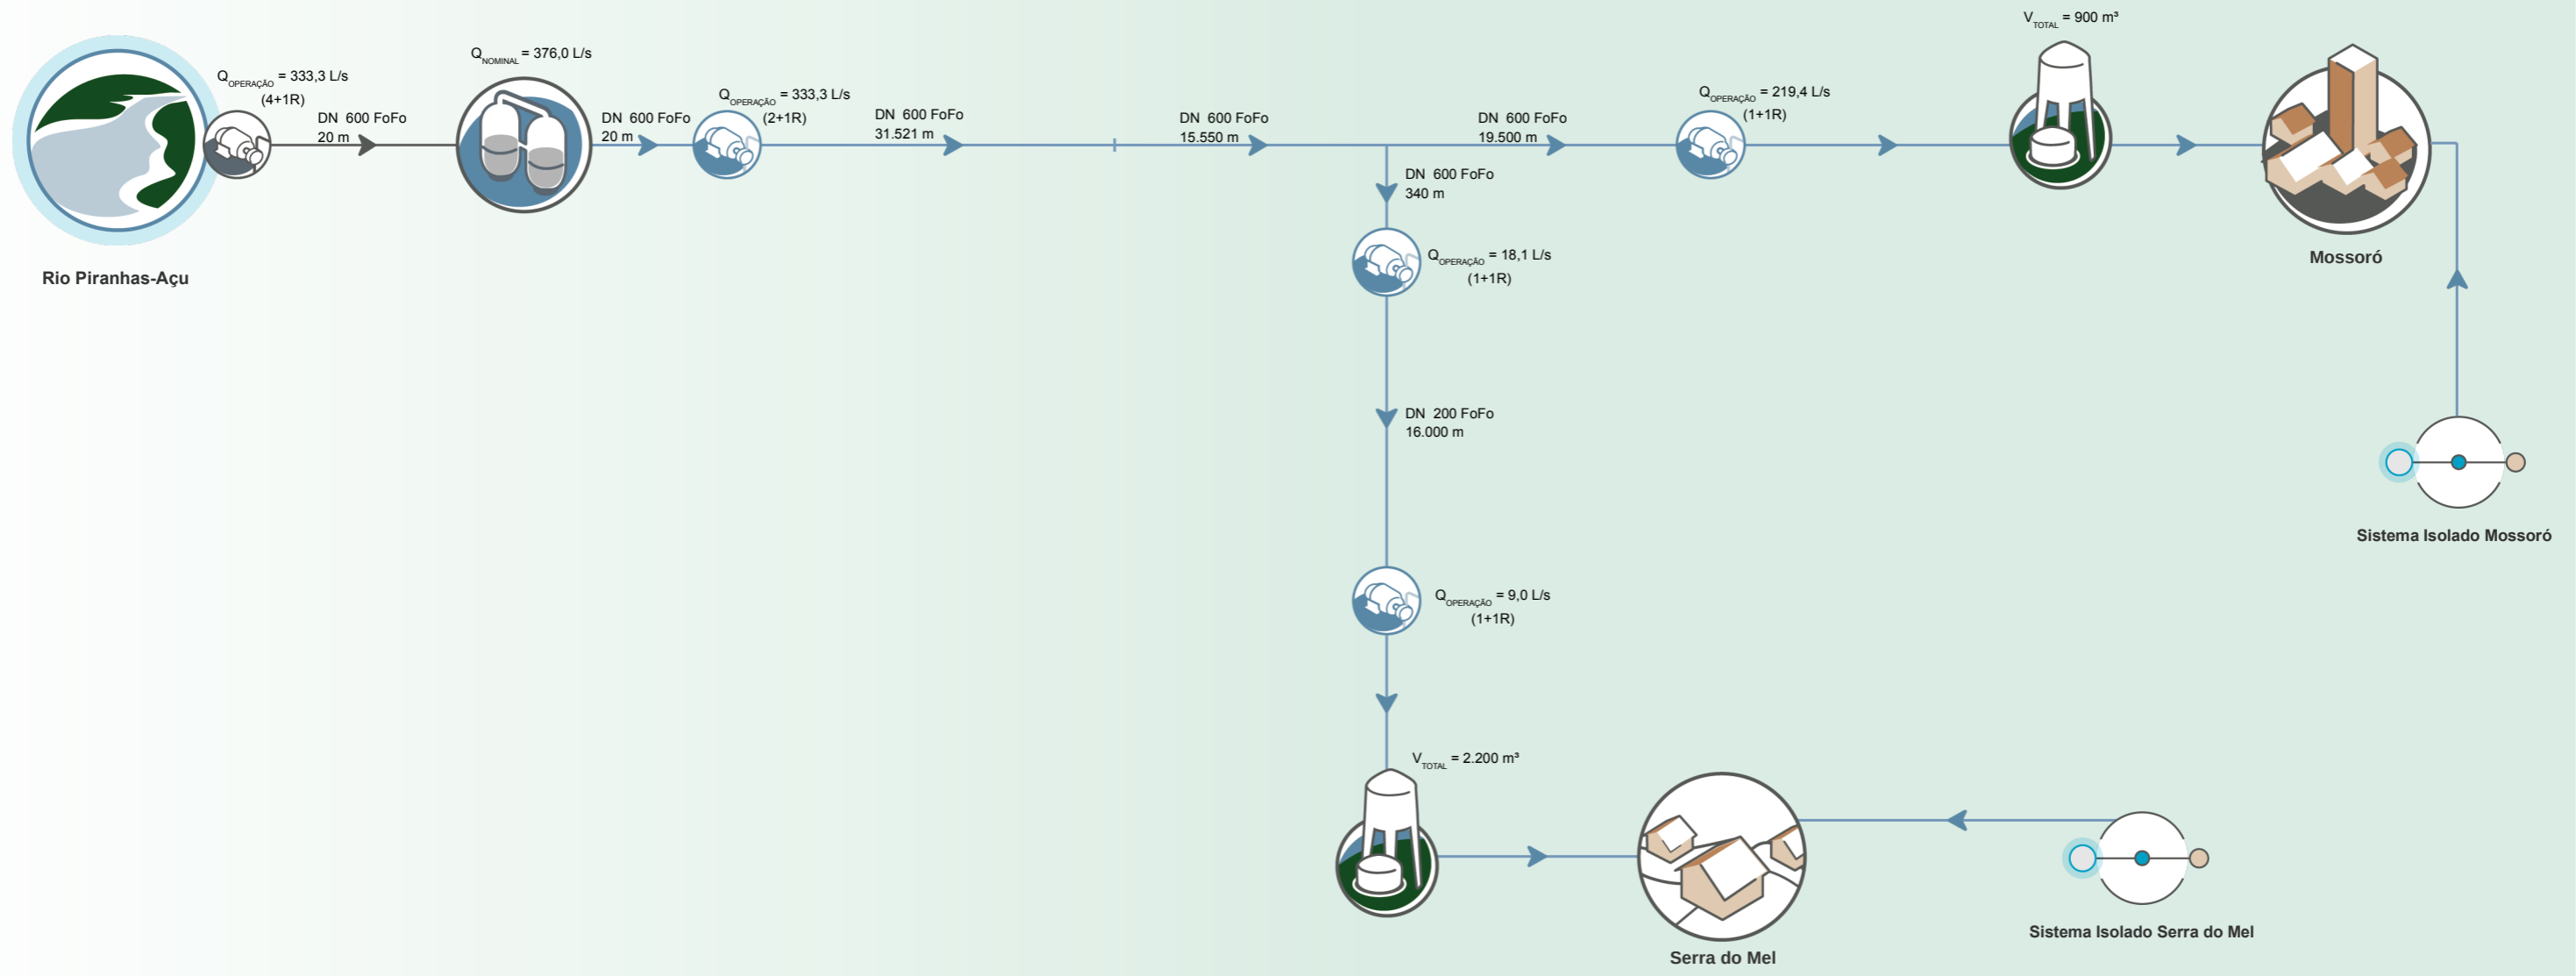 V TOTAL = 900 m³
Q NOMINAL = 376,0 L/s
Q OPERAÇÃO = 333,3 L/s
(4+1R)
DN 600 FoFo
20 m
DN 600 FoFo
20 m
Q OPERAÇÃO = 333,3 L/s
(2+1R)
DN 600 FoFo
31.521 m
DN 600 FoFo
15.550 m
DN 600 FoFo
19.500 m
Q OPERAÇÃO = 219,4 L/s
(1+1R)
DN 600 FoFo
340 m
Rio Piranhas-Açu
Q OPERAÇÃO = 18,1 L/s
(1+1R)
Mossoró
DN 200 FoFo
16.000 m
Sistema Isolado Mossoró
Q OPERAÇÃO = 9,0 L/s
(1+1R)
V TOTAL = 2.200 m³
Sistema Isolado Serra do Mel
Serra do Mel